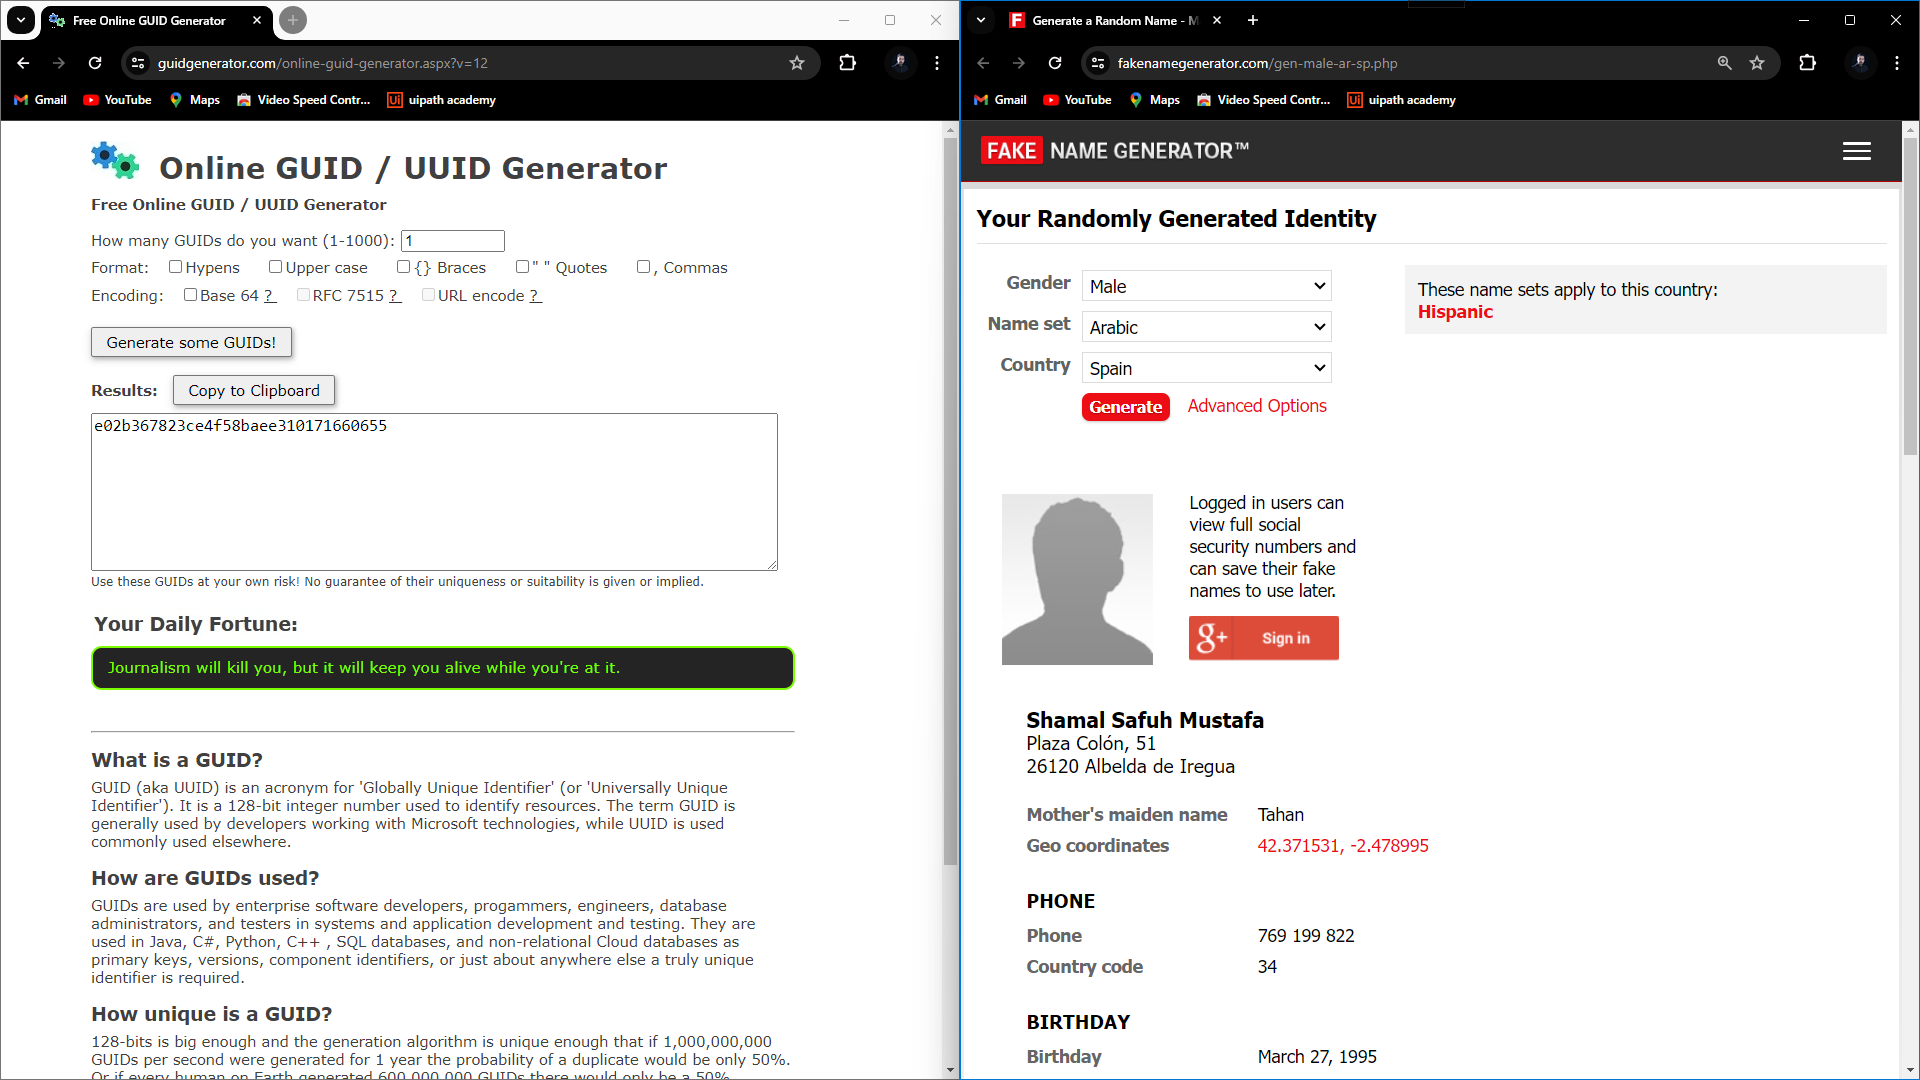 Free Online GUID Generator
guidgenerator.com/online-guid-generator.aspx?v=12
Gmail YouTube Maps Video Speed Contr... Ui uipath academy
Online GUID / UUID Generator
Free Online GUID / UUID Generator
How many GUIDs do you want (1-1000): 1
Format: Hypens Upper case {} Braces " " Quotes , Commas
Encoding: Base 64 ? RFC 7515 ? URL encode ?
Generate some GUIDs!
Results: Copy to Clipboard
e02b367823ce4f58baee310171660655
Use these GUIDs at your own risk! No guarantee of their uniqueness or suitability is given or implied.
Your Daily Fortune:
Journalism will kill you, but it will keep you alive while you're at it.
What is a GUID?
GUID (aka UUID) is an acronym for 'Globally Unique Identifier' (or 'Universally Unique
Identifier'). It is a 128-bit integer number used to identify resources. The term GUID is
generally used by developers working with Microsoft technologies, while UUID is used
commonly used elsewhere.
How are GUIDs used?
GUIDs are used by enterprise software developers, progammers, engineers, database
administrators, and testers in systems and application development and testing. They are
used in Java, C#, Python, C++ , SQL databases, and non-relational Cloud databases as
primary keys, versions, component identifiers, or just about anywhere else a truly unique
identifier is required.
How unique is a GUID?
128-bits is big enough and the generation algorithm is unique enough that if 1,000,000,000
GUIDs per second were generated for 1 year the probability of a duplicate would be only 50%.
Or if every human on Earth generated 600,000,000 GUIDs there would only be a 50%
F Generate a Random Name - M
fakenamegenerator.com/gen-male-ar-sp.php
Gmail YouTube Maps Video Speed Contr... Ui uipath academy
FAKE NAME GENERATOR™
Your Randomly Generated Identity
Gender Male
Name set Arabic
Country Spain
Generate Advanced Options
These name sets apply to this country:
Hispanic
Logged in users can
view full social
security numbers and
can save their fake
names to use later.
g+ Sign in
Shamal Safuh Mustafa
Plaza Colón, 51
26120 Albelda de Iregua
Mother's maiden name Tahan
Geo coordinates 42.371531, -2.478995
PHONE
Phone 769 199 822
Country code 34
BIRTHDAY
Birthday March 27, 1995